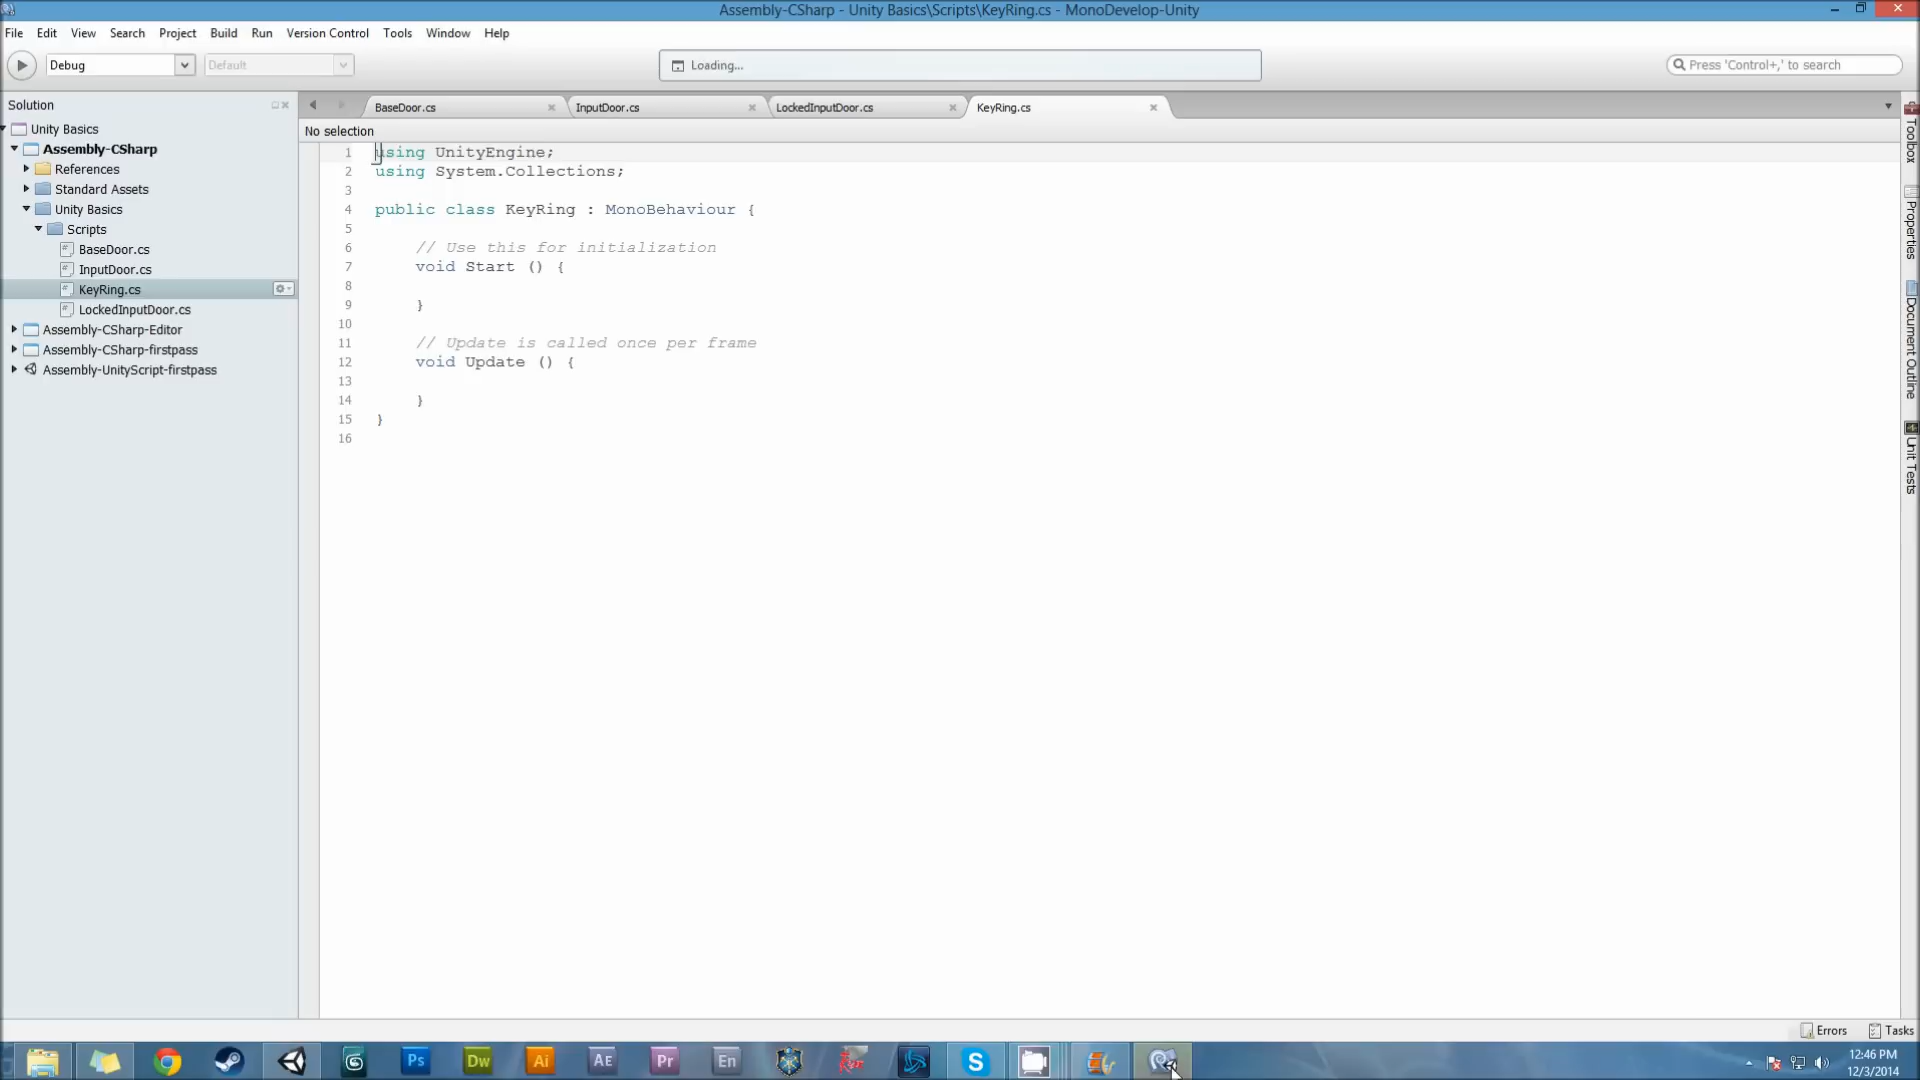 Assembly-CSharp - Unity Basics\Scripts\KeyRing.cs - MonoDevelop-Unity
File Edit View Search Project Build Run Version Control Tools Window Help
Debug Default Loading... Press 'Control+,' to search
Solution
BaseDoor.cs InputDoor.cs LockedInputDoor.cs KeyRing.cs
No selection
Unity Basics
Assembly-CSharp
References
Standard Assets
Unity Basics
Scripts
BaseDoor.cs
InputDoor.cs
KeyRing.cs
LockedInputDoor.cs
Assembly-CSharp-Editor
Assembly-CSharp-firstpass
Assembly-UnityScript-firstpass
1 using UnityEngine;
2 using System.Collections;
3
4 public class KeyRing : MonoBehaviour {
5
6 // Use this for initialization
7 void Start () {
8
9 }
10
11 // Update is called once per frame
12 void Update () {
13
14 }
15 }
16
Toolbox
Properties
Document Outline
Unit Tests
Errors Tasks
Ps Dw Ai AE Pr En S
12:46 PM
12/3/2014